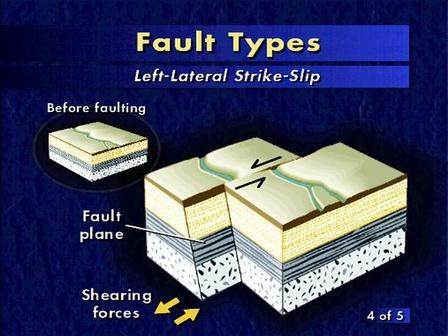 Fault Types
Left-Lateral Strike-Slip
Before faulting
Fault
plane
Shearing
forces
4 of 5